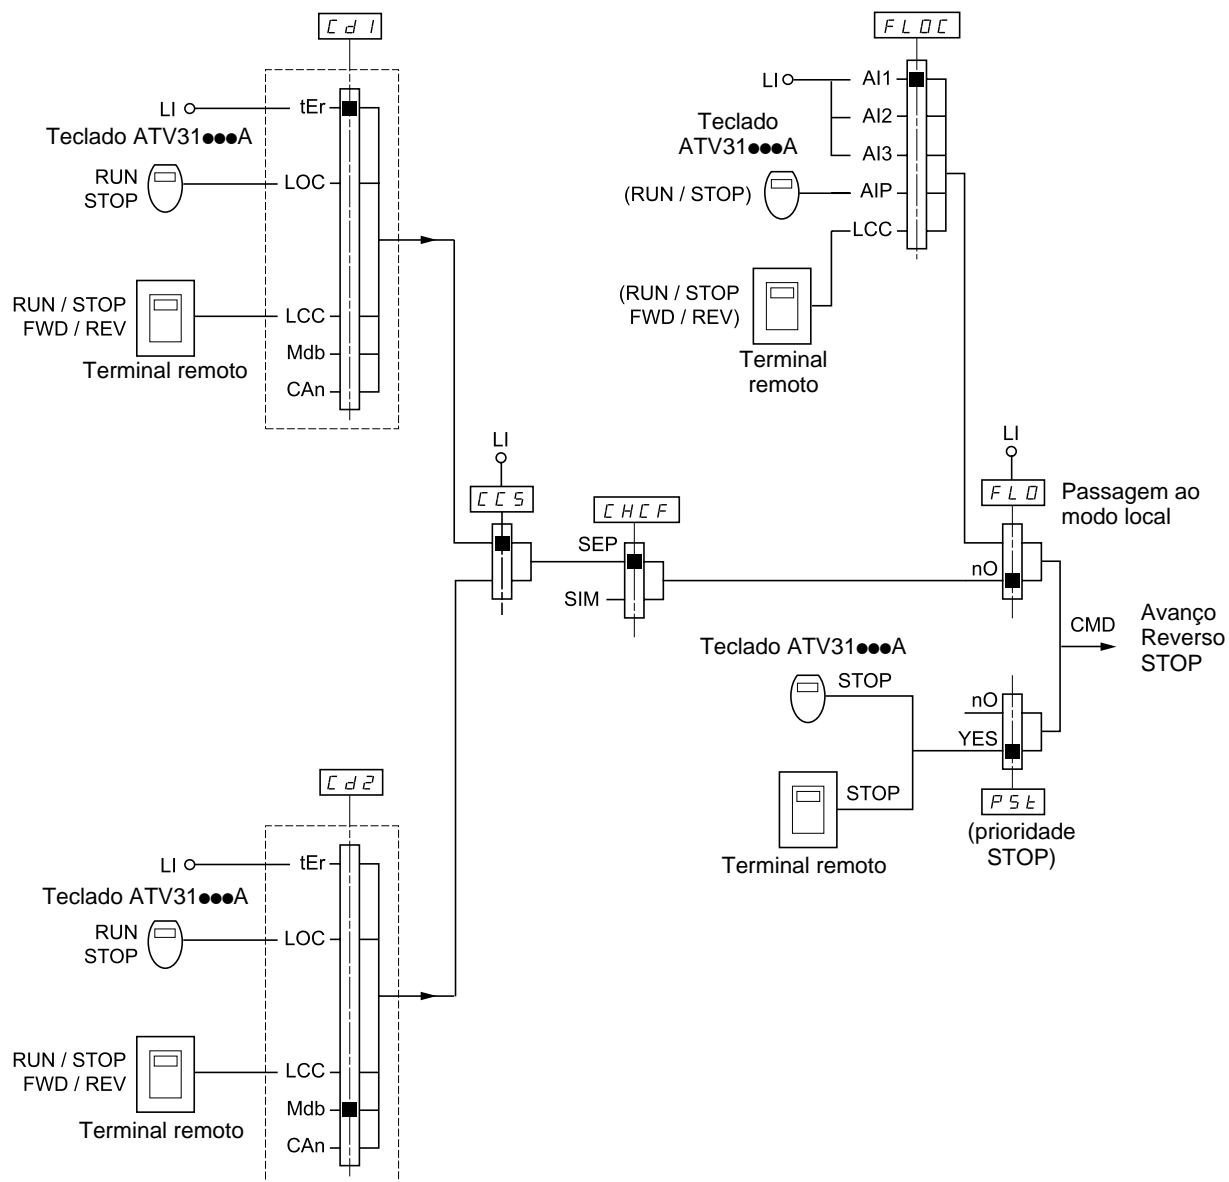 Cd1
LI
tEr
Teclado ATV31●●●A
RUN
STOP
LOC
RUN / STOP
FWD / REV
LCC
Terminal remoto
Mdb
CAn
FLOC
LI
AI1
Teclado
ATV31●●●A
AI2
AI3
(RUN / STOP)
AIP
LCC
(RUN / STOP
FWD / REV)
Terminal
remoto
LI
CCS
CHCF
SEP
SIM
LI
FLO
Passagem ao
modo local
nO
CMD
Avanço
Reverso
STOP
Teclado ATV31●●●A
STOP
nO
YES
STOP
Terminal remoto
PSt
(prioridade
STOP)
Cd2
LI
tEr
Teclado ATV31●●●A
RUN
STOP
LOC
RUN / STOP
FWD / REV
LCC
Terminal remoto
Mdb
CAn